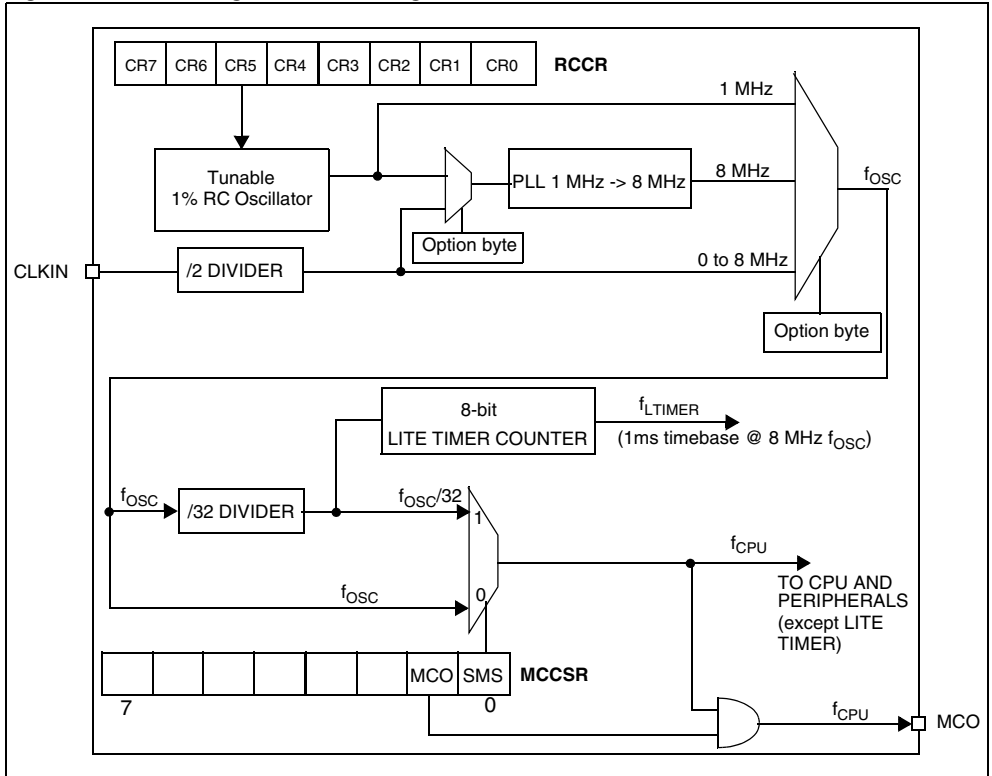 CR7 CR6 CR5 CR4 CR3 CR2 CR1 CR0 RCCR
1 MHz
Tunable
1% RC Oscillator
PLL 1 MHz -> 8 MHz
8 MHz
fOSC
Option byte
CLKIN
/2 DIVIDER
0 to 8 MHz
Option byte
8-bit
LITE TIMER COUNTER
fLTIMER
(1ms timebase @ 8 MHz fOSC)
fOSC
/32 DIVIDER
fOSC/32
1
fCPU
TO CPU AND
PERIPHERALS
(except LITE
TIMER)
fOSC
0
MCO SMS MCCSR
7 0
fCPU
MCO